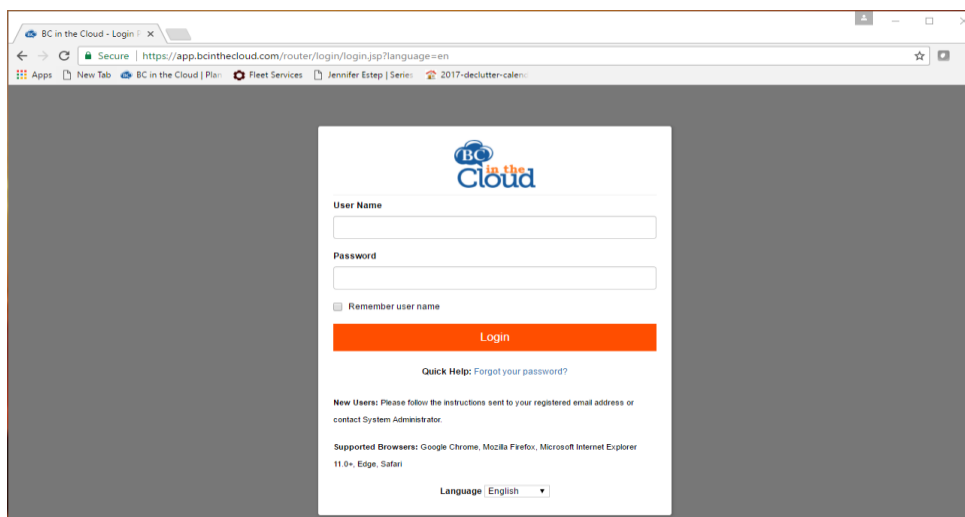 BC in the Cloud - Login P
Secure | https://app.bcinthecloud.com/router/login/login.jsp?language=en
Apps New Tab BC in the Cloud | Plan Fleet Services Jennifer Estep | Series 2017-declutter-calend
BC
in the
Cloud
User Name
Password
Remember user name
Login
Quick Help: Forgot your password?
New Users: Please follow the instructions sent to your registered email address or
contact System Administrator.
Supported Browsers: Google Chrome, Mozilla Firefox, Microsoft Internet Explorer
11.0+, Edge, Safari
Language English